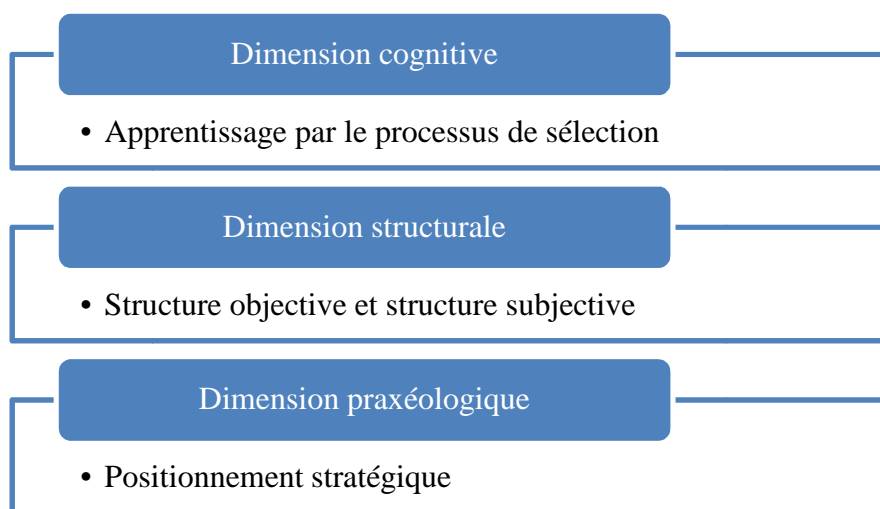 Dimension cognitive
• Apprentissage par le processus de sélection
Dimension structurale
• Structure objective et structure subjective
Dimension praxéologique
• Positionnement stratégique